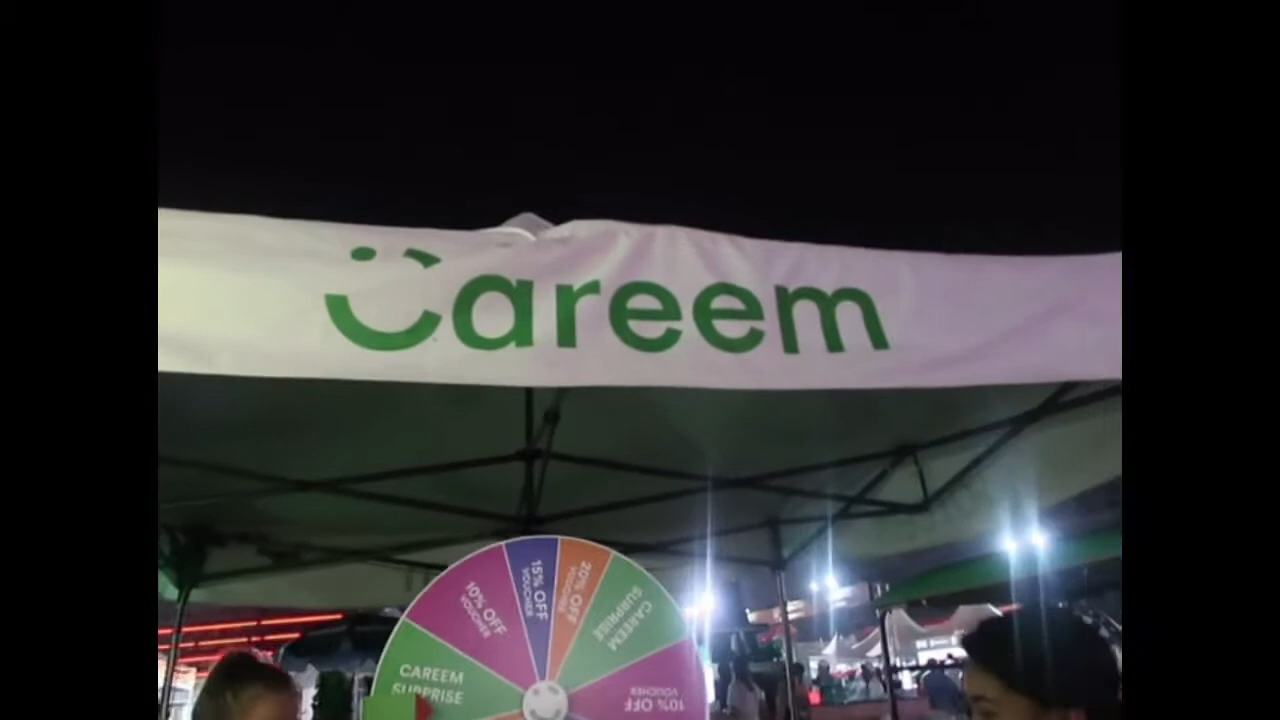 Careem
15% OFF
VOUCHER
20% OFF
VOUCHER
10% OFF
VOUCHER
CAREEM
SURPRISE
CAREEM
SURPRISE
10% OFF
VOUCHER